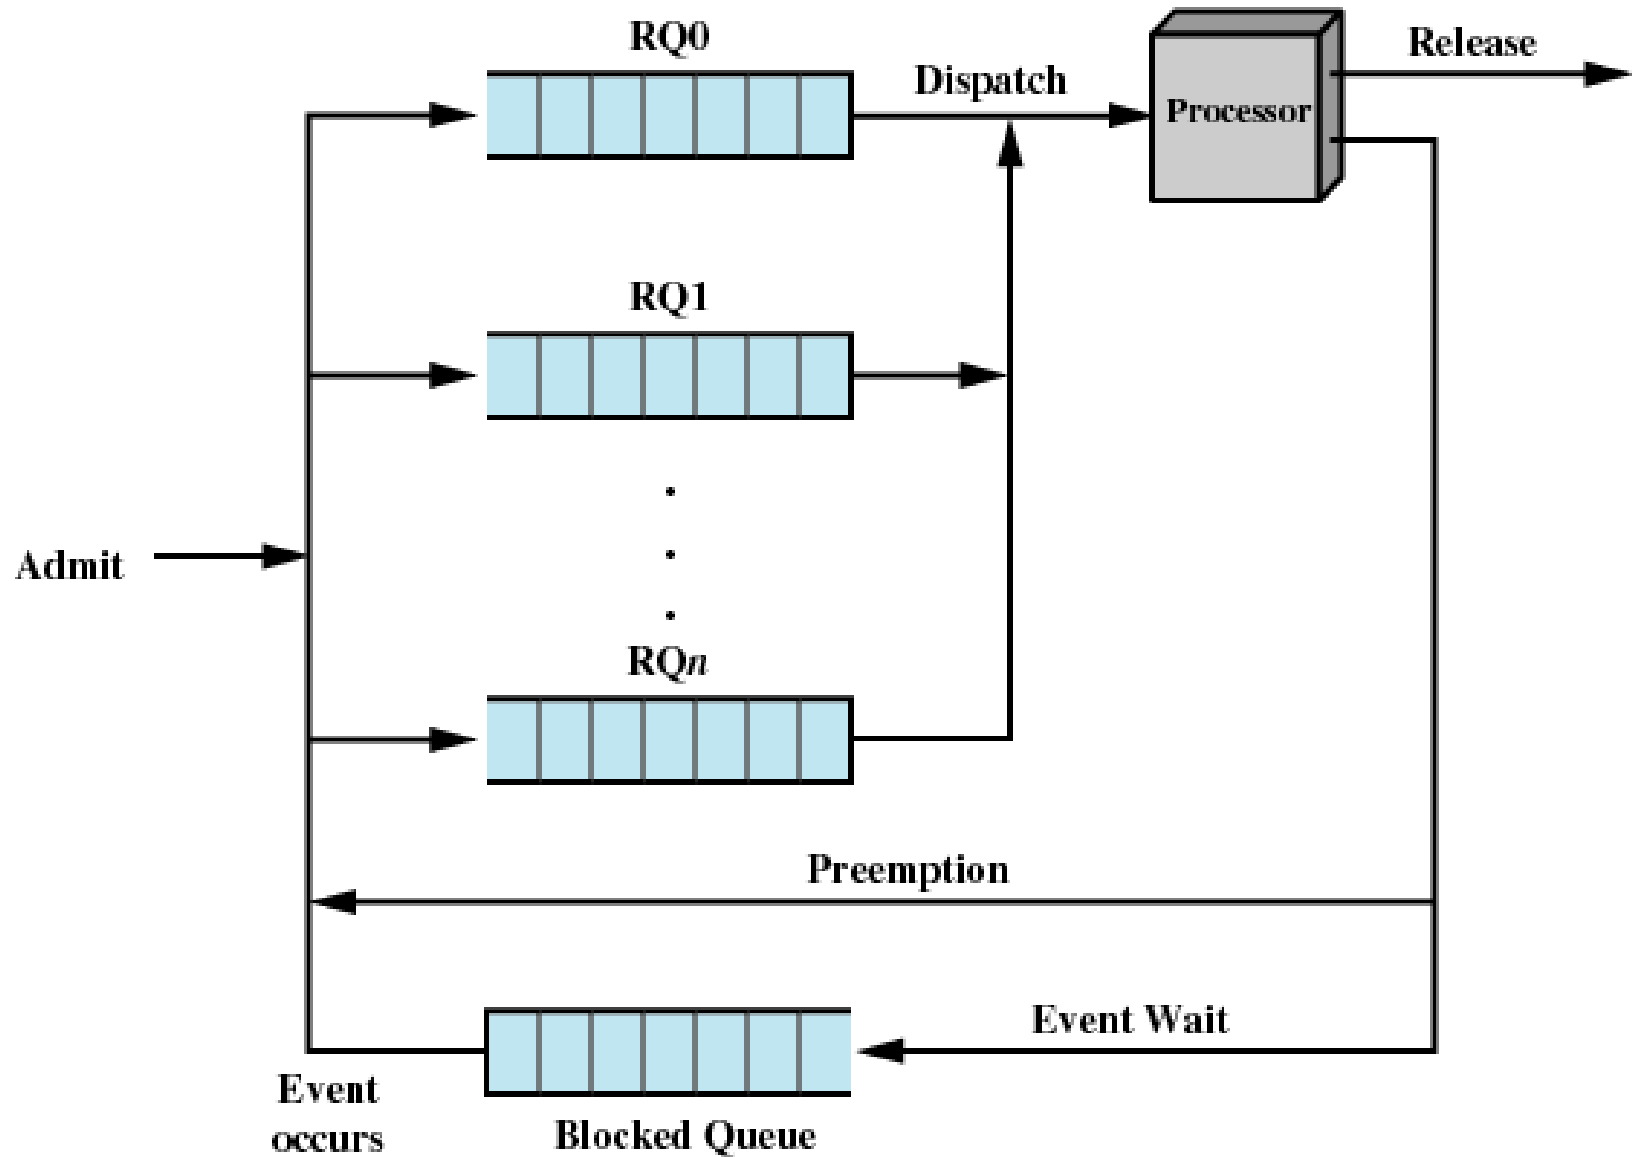 RQ0
Release
Dispatch
Processor
RQ1
Admit
RQn
Preemption
Event Wait
Event
occurs
Blocked Queue